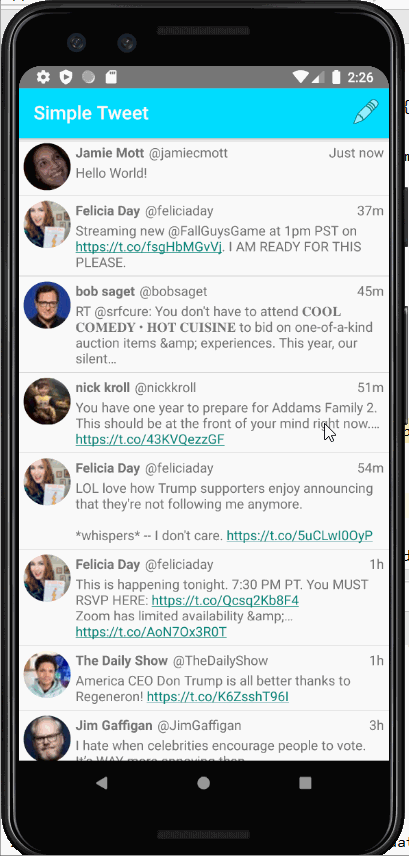 2:26
Simple Tweet
Jamie Mott @jamiecmott Just now
Hello World!
Felicia Day @feliciaday 37m
Streaming new @FallGuysGame at 1pm PST on
https://t.co/fsgHbMGvVj. I AM READY FOR THIS
PLEASE.
bob saget @bobsaget 45m
RT @srfcure: You don't have to attend 𝐂𝐎𝐎𝐋
𝐂𝐎𝐌𝐄𝐃𝐘 • 𝐇𝐎𝐓 𝐂𝐔𝐈𝐒𝐈𝐍𝐄 to bid on one-of-a-kind
auction items &amp; experiences. This year, our
silent…
nick kroll @nickkroll 51m
You have one year to prepare for Addams Family 2.
This should be at the front of your mind right now.…
https://t.co/43KVQezzGF
Felicia Day @feliciaday 54m
LOL love how Trump supporters enjoy announcing
that they're not following me anymore.
*whispers* -- I don't care. https://t.co/5uCLwI0OyP
Felicia Day @feliciaday 1h
This is happening tonight. 7:30 PM PT. You MUST
RSVP HERE: https://t.co/Qcsq2Kb8F4
Zoom has limited availability &amp;…
https://t.co/AoN7Ox3R0T
The Daily Show @TheDailyShow 1h
America CEO Don Trump is all better thanks to
Regeneron! https://t.co/K6ZsshT96I
Jim Gaffigan @JimGaffigan 3h
I hate when celebrities encourage people to vote.
It's WAY more annoying than